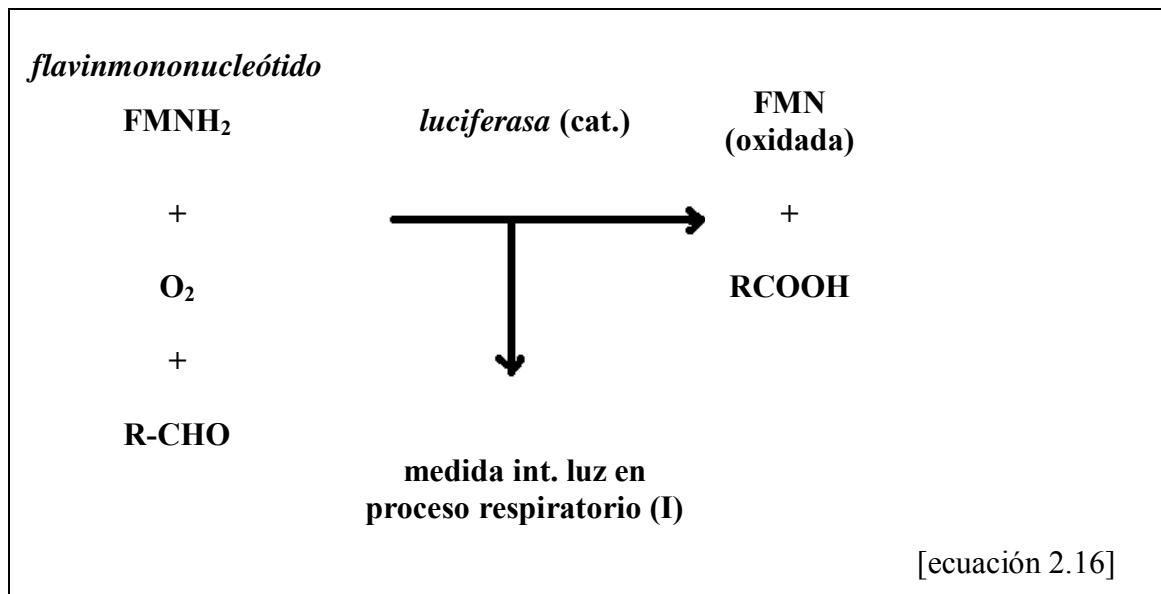 flavinmononucleótido
FMNH₂
+
O₂
+
R-CHO
luciferasa (cat.)
medida int. luz en
proceso respiratorio (I)
FMN
(oxidada)
+
RCOOH
[ecuación 2.16]